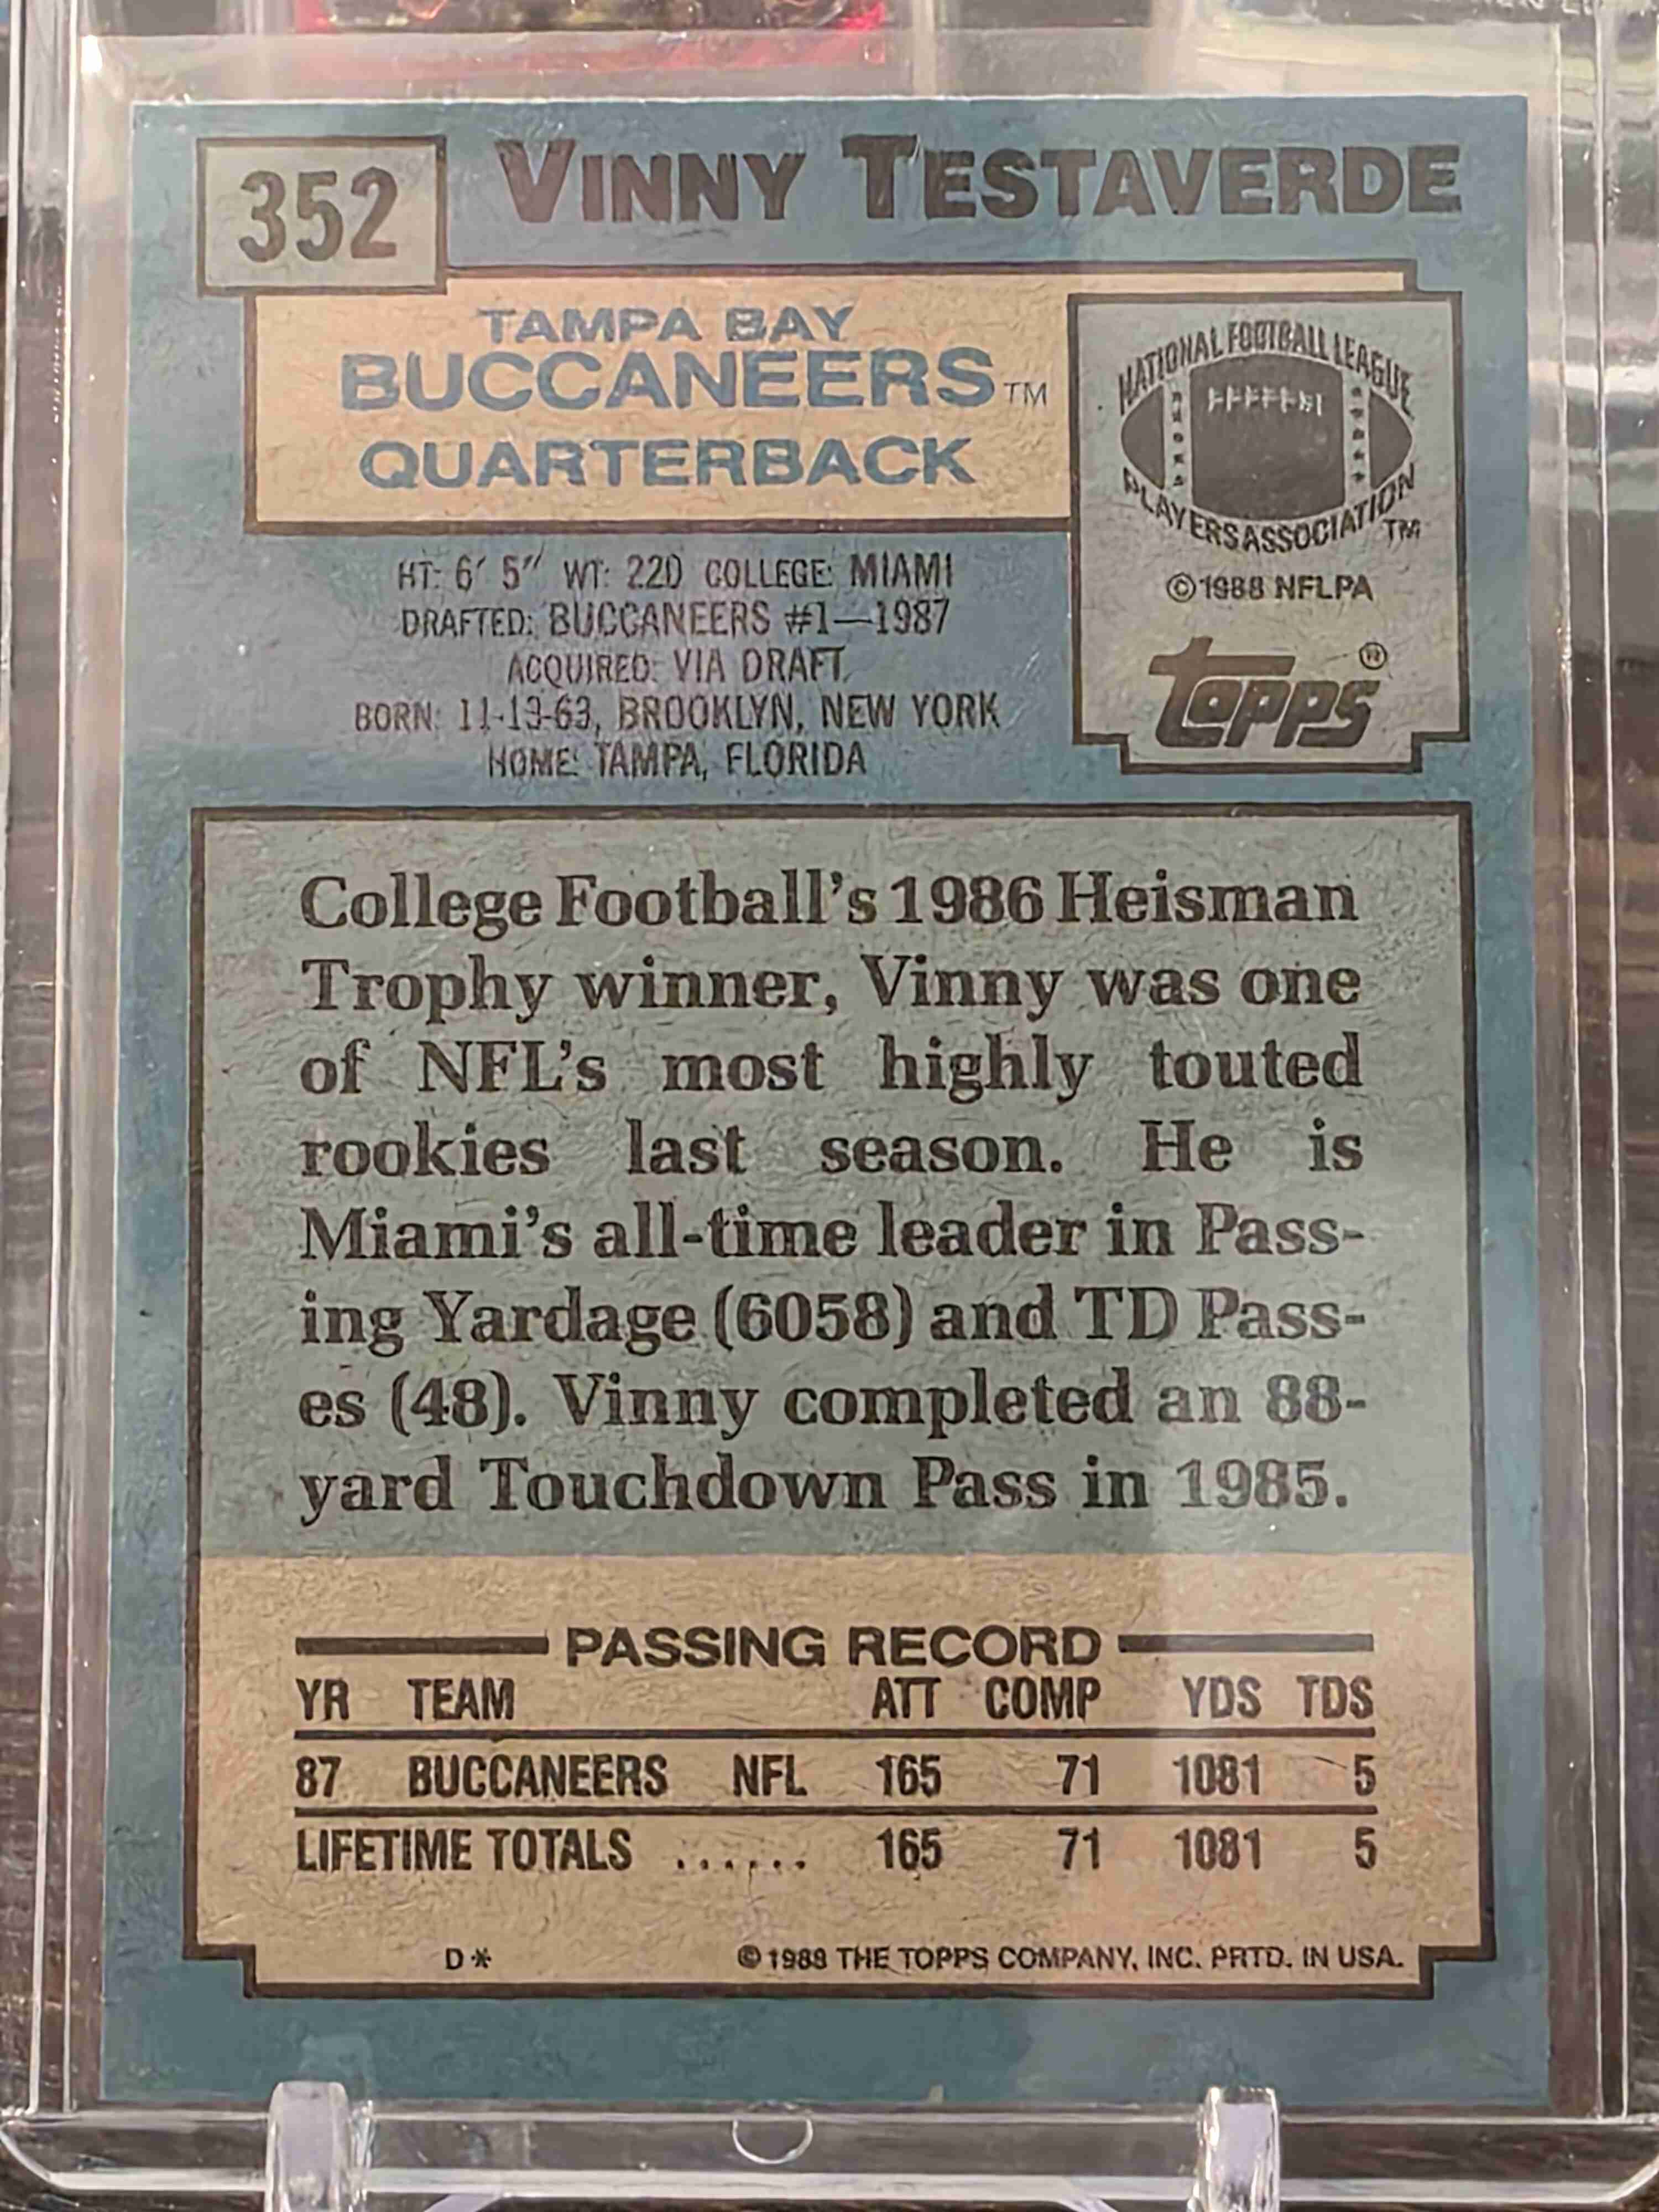 352
VINNY TESTAVERDE
TAMPA BAY
BUCCANEERS TM
QUARTERBACK
NATIONAL FOOTBALL LEAGUE
PLAYERS ASSOCIATION TM
© 1988 NFLPA
topps ®
HT: 6′ 5″ WT: 220 COLLEGE: MIAMI
DRAFTED: BUCCANEERS #1—1987
ACQUIRED: VIA DRAFT
BORN: 11-13-63, BROOKLYN, NEW YORK
HOME: TAMPA, FLORIDA
College Football's 1986 Heisman
Trophy winner, Vinny was one
of NFL's most highly touted
rookies last season. He is
Miami's all-time leader in Pass-
ing Yardage (6058) and TD Pass-
es (48). Vinny completed an 88-
yard Touchdown Pass in 1985.
PASSING RECORD
YR TEAM ATT COMP YDS TDS
87 BUCCANEERS NFL 165 71 1081 5
LIFETIME TOTALS ...... 165 71 1081 5
D* © 1988 THE TOPPS COMPANY, INC. PRTD. IN USA.